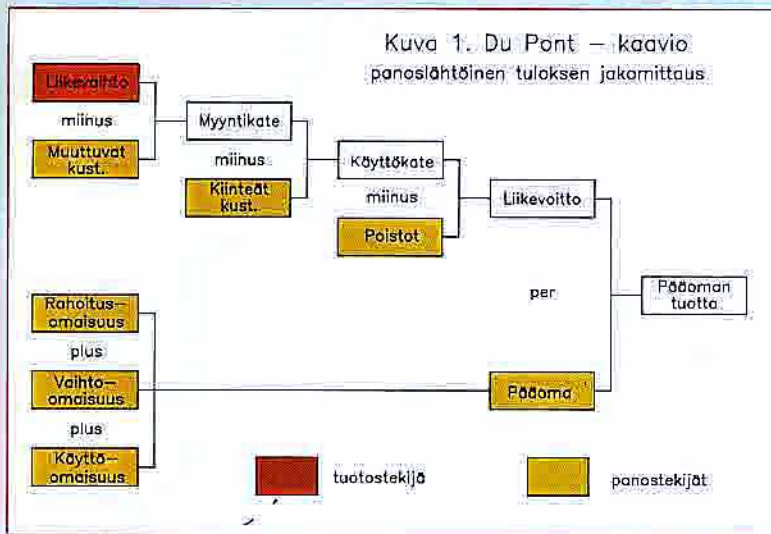 Kuva 1. Du Pont – kaavio
panoslähtöinen tuloksen jakomittaus
Liikevaihto
miinus
Muuttuvat
kust.
Myyntikate
miinus
Kiinteät
kust.
Käyttökate
miinus
Poistot
Liikevoitto
per
Pääoman
tuotto
Rahoitus-
omaisuus
plus
Vaihto-
omaisuus
plus
Käyttö-
omaisuus
Pääoma
tuotostekijä
panostekijät